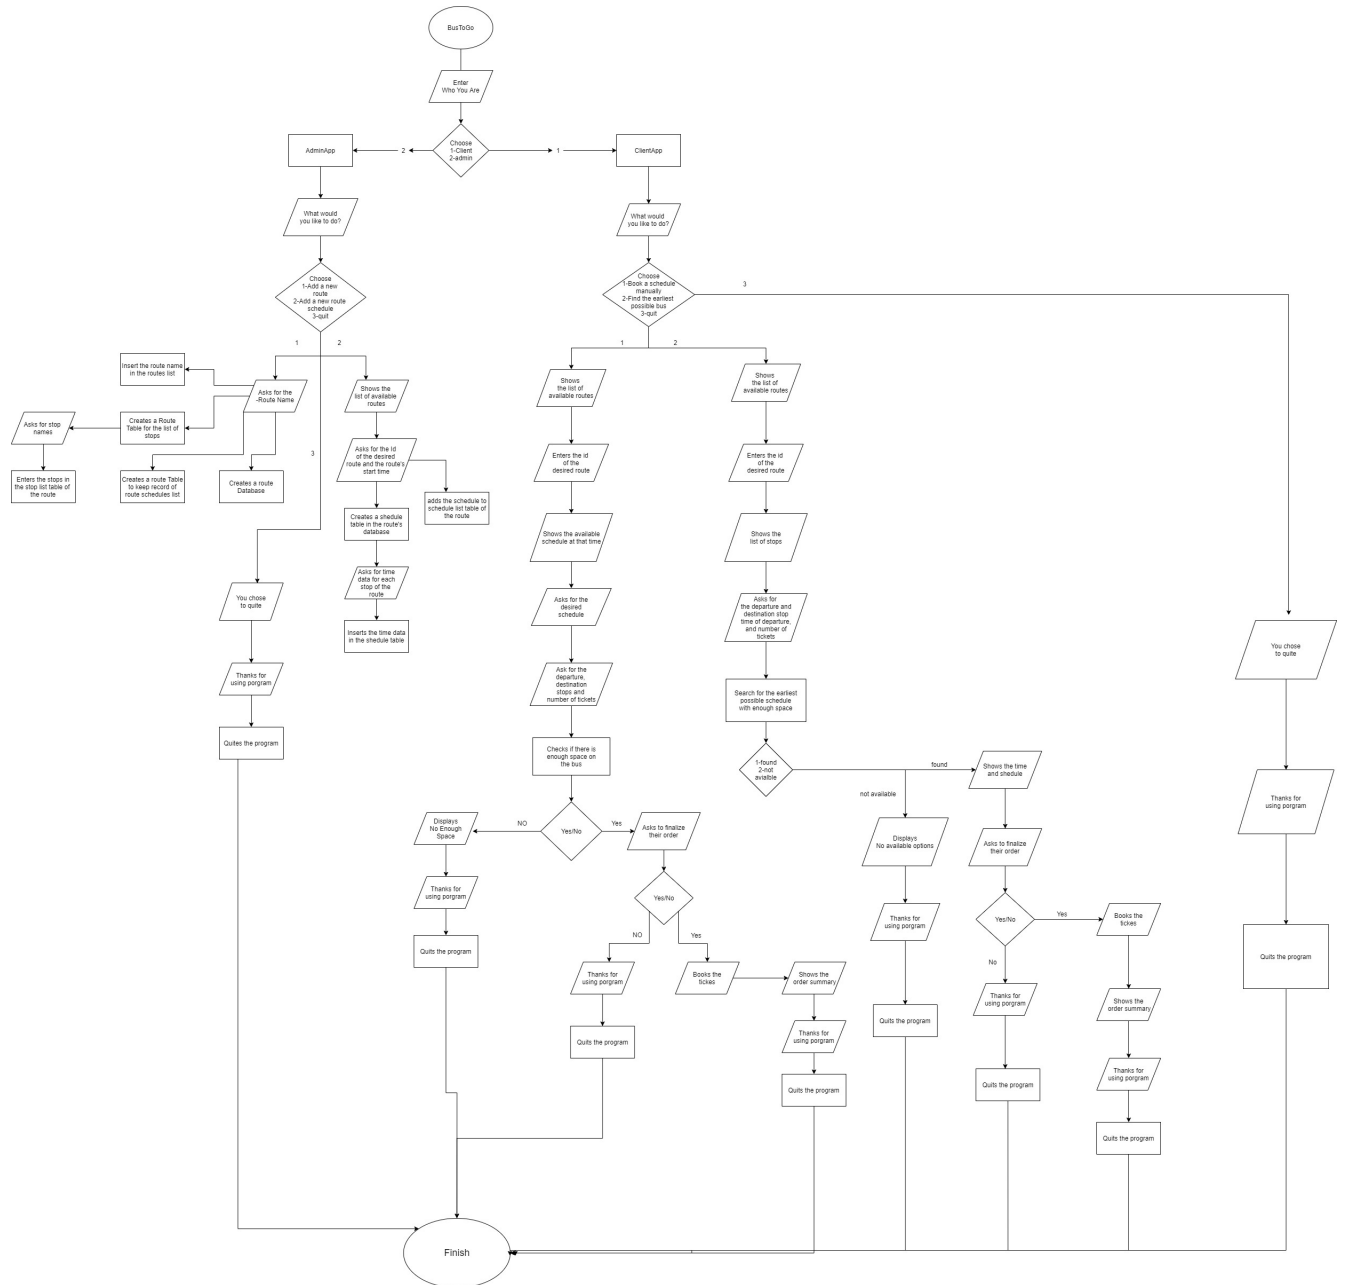 BusToGo
Enter
Who You Are
Choose
1-Client
2-admin
2
1
AdminApp
ClientApp
What would
you like to do?
What would
you like to do?
Choose
1-Add a new
route
2-Add a new route
schedule
3-quit
Choose
1-Book a schedule
manually
2-Find the earliest
possible bus
3-quit
3
1
2
1
2
Insert the route name
in the routes list
Asks for the
-Route Name
Shows the
list of available
routes
Shows
the list of
available routes
Shows
the list of
available routes
Asks for stop
names
Creates a Route
Table for the list of
stops
3
Asks for the Id
of the desired
route and the route's
start time
Enters the id
of the
desired route
Enters the id
of the
desired route
Enters the stops in
the stop list table of
the route
Creates a route Table
to keep record of
route schedules list
Creates a route
Database
adds the schedule to
schedule list table of
the route
Creates a shedule
table in the route's
database
Shows the available
schedule at that time
Shows the
list of stops
Asks for time
data for each
stop of the
route
You chose
to quite
Asks for the
desired
schedule
Asks for
the departure and
destination stop
time of departure,
and number of
tickets
Inserts the time data
in the shedule table
You chose
to quite
Thanks for
using porgram
Ask for the
departure,
destination
stops and
number of tickets
Search for the earliest
possible schedule
with enough space
Quites the program
Checks if there is
enough space on
the bus
1-found
2-not
avialble
found
Shows the time
and shedule
not available
Thanks for
using porgram
Displays
No Enough
Space
NO
Yes/No
Yes
Asks to finalize
their order
Displays
No available options
Asks to finalize
their order
Thanks for
using porgram
Yes/No
Thanks for
using porgram
Yes/No
Yes
Books the
tickes
NO
Yes
Quits the program
No
Quits the program
Thanks for
using porgram
Books the
tickes
Shows the
order summary
Thanks for
using porgram
Shows the
order summary
Quits the program
Thanks for
using porgram
Quits the program
Thanks for
using porgram
Quits the program
Quits the program
Quits the program
Finish